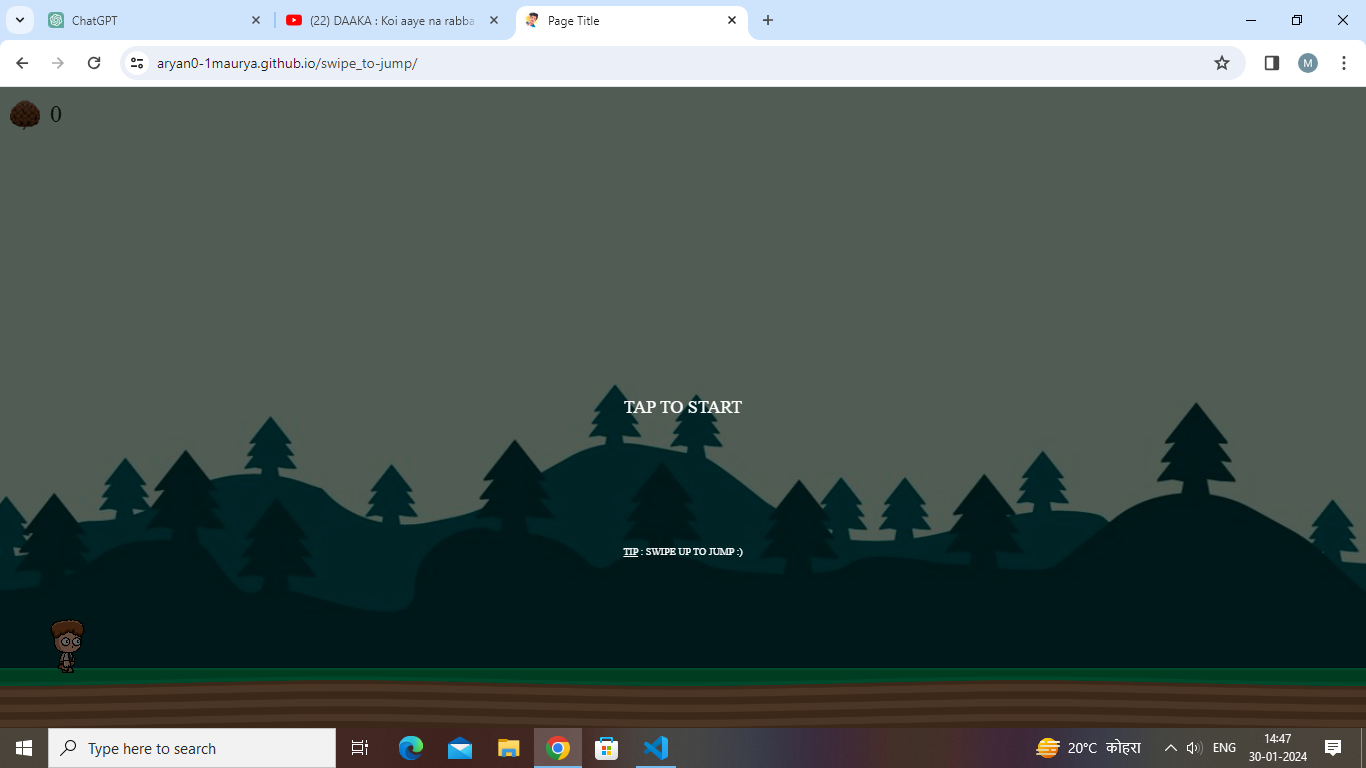 ChatGPT
(22) DAAKA : Koi aaye na rabba
Page Title
aryan0-1maurya.github.io/swipe_to-jump/
M
0
TAP TO START
TIP : SWIPE UP TO JUMP :)
Type here to search
20°C कोहरा
ENG
14:47
30-01-2024